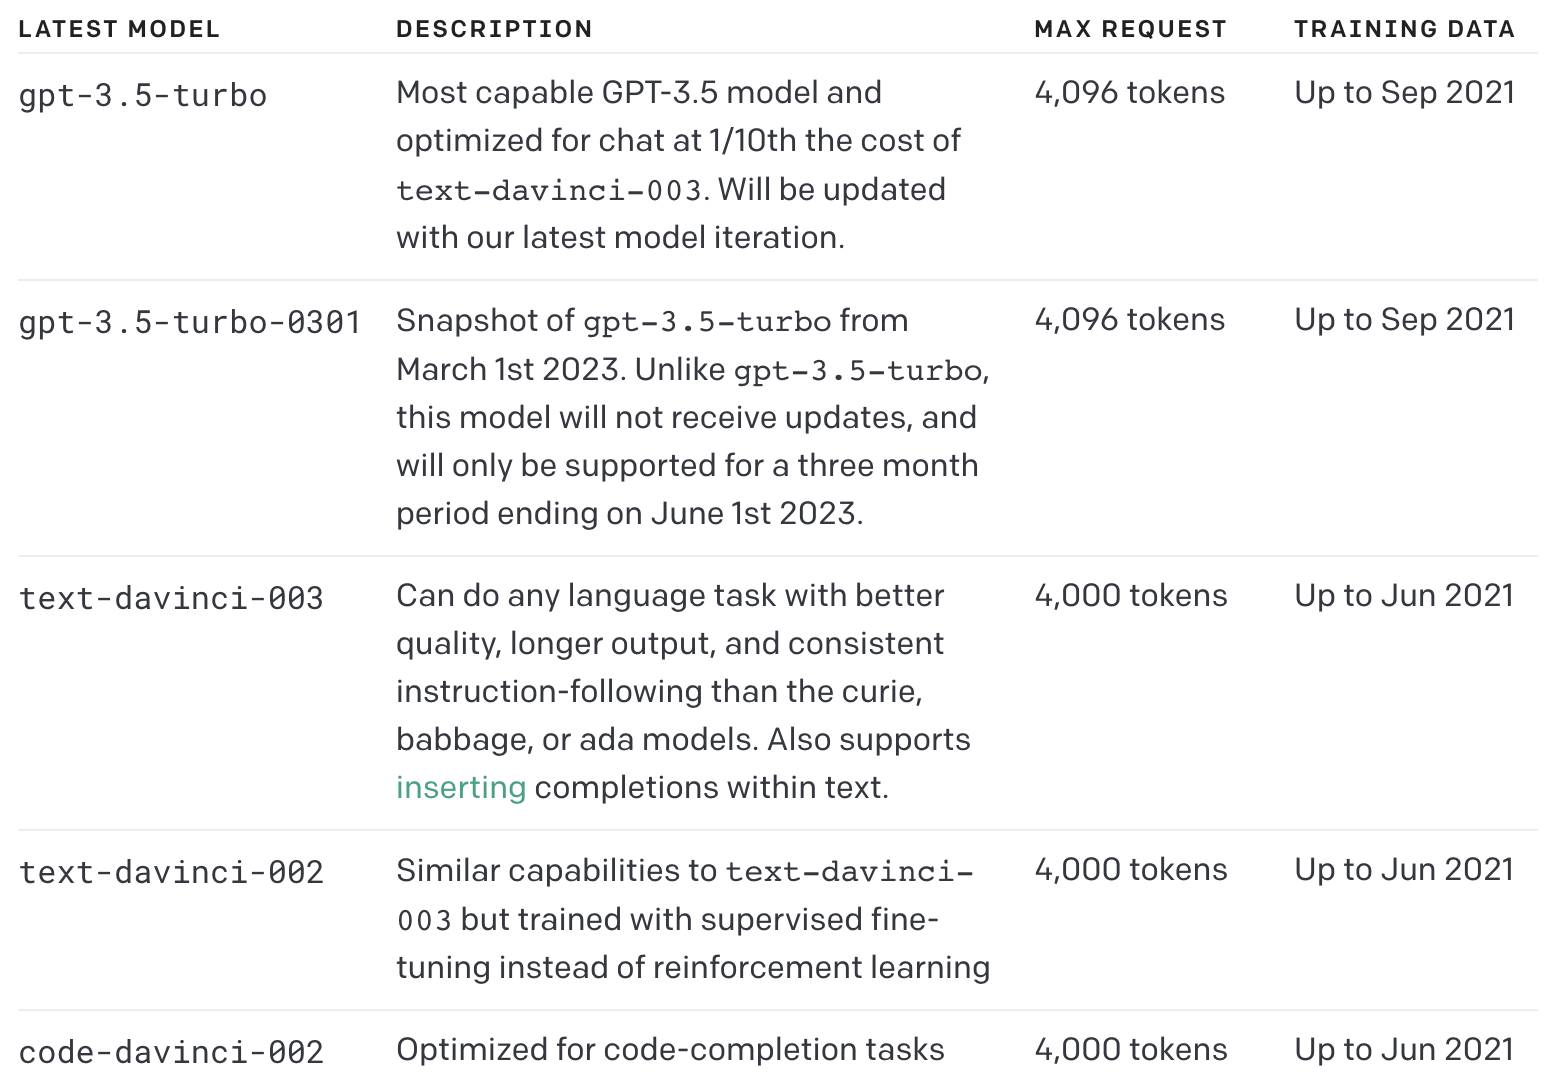 LATEST MODEL DESCRIPTION MAX REQUEST TRAINING DATA
gpt-3.5-turbo Most capable GPT-3.5 model and 4,096 tokens Up to Sep 2021
optimized for chat at 1/10th the cost of
text-davinci-003. Will be updated
with our latest model iteration.
gpt-3.5-turbo-0301 Snapshot of gpt-3.5-turbo from 4,096 tokens Up to Sep 2021
March 1st 2023. Unlike gpt-3.5-turbo,
this model will not receive updates, and
will only be supported for a three month
period ending on June 1st 2023.
text-davinci-003 Can do any language task with better 4,000 tokens Up to Jun 2021
quality, longer output, and consistent
instruction-following than the curie,
babbage, or ada models. Also supports
inserting completions within text.
text-davinci-002 Similar capabilities to text-davinci- 4,000 tokens Up to Jun 2021
003 but trained with supervised fine-
tuning instead of reinforcement learning
code-davinci-002 Optimized for code-completion tasks 4,000 tokens Up to Jun 2021